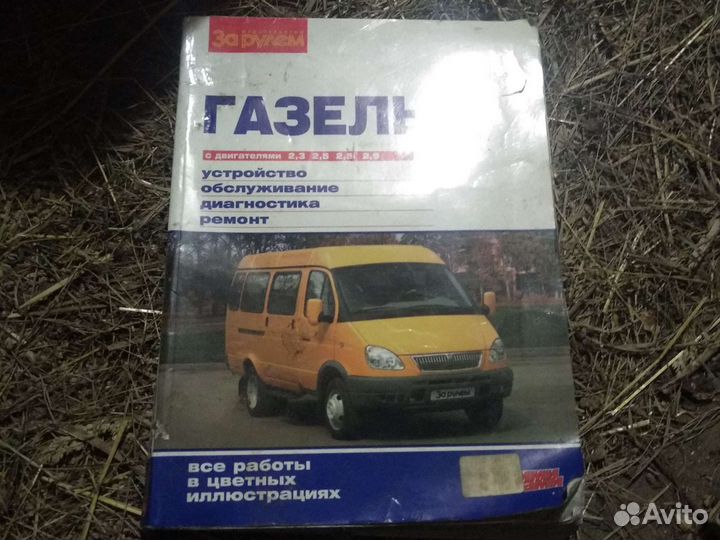 издательство
За рулем
ГАЗЕЛЬ
с двигателями 2,3 2,5 2,8 2,9
устройство
обслуживание
диагностика
ремонт
За рулем
все работы
в цветных
иллюстрациях
Avito